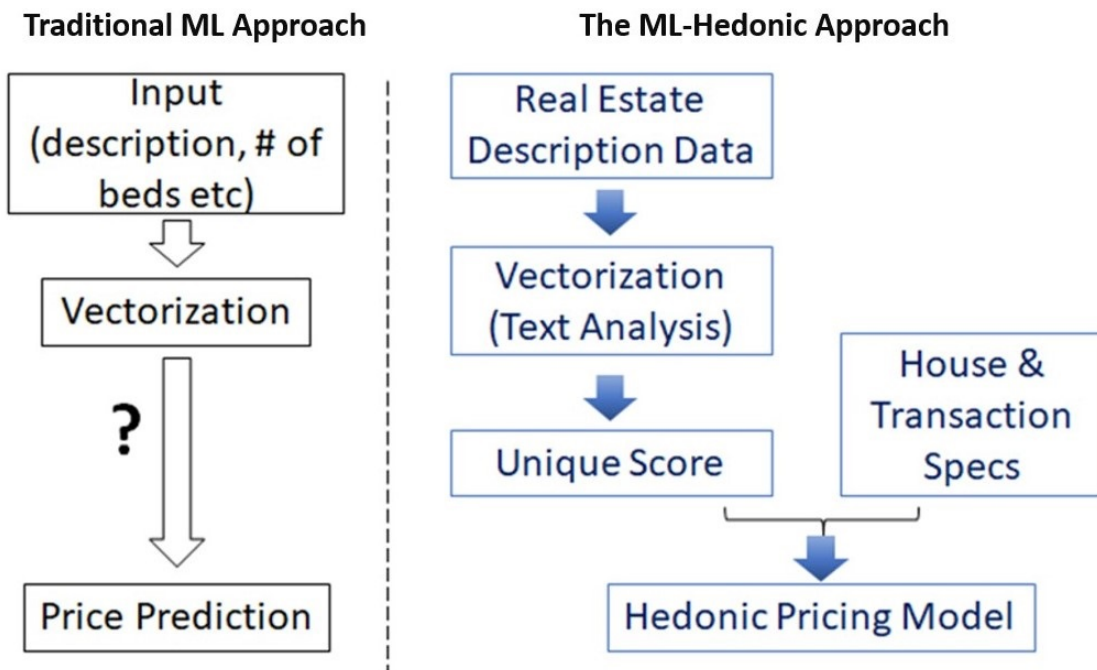 Traditional ML Approach
Input
(description, # of
beds etc)
Vectorization
?
Price Prediction
The ML-Hedonic Approach
Real Estate
Description Data
Vectorization
(Text Analysis)
Unique Score
House &
Transaction
Specs
Hedonic Pricing Model